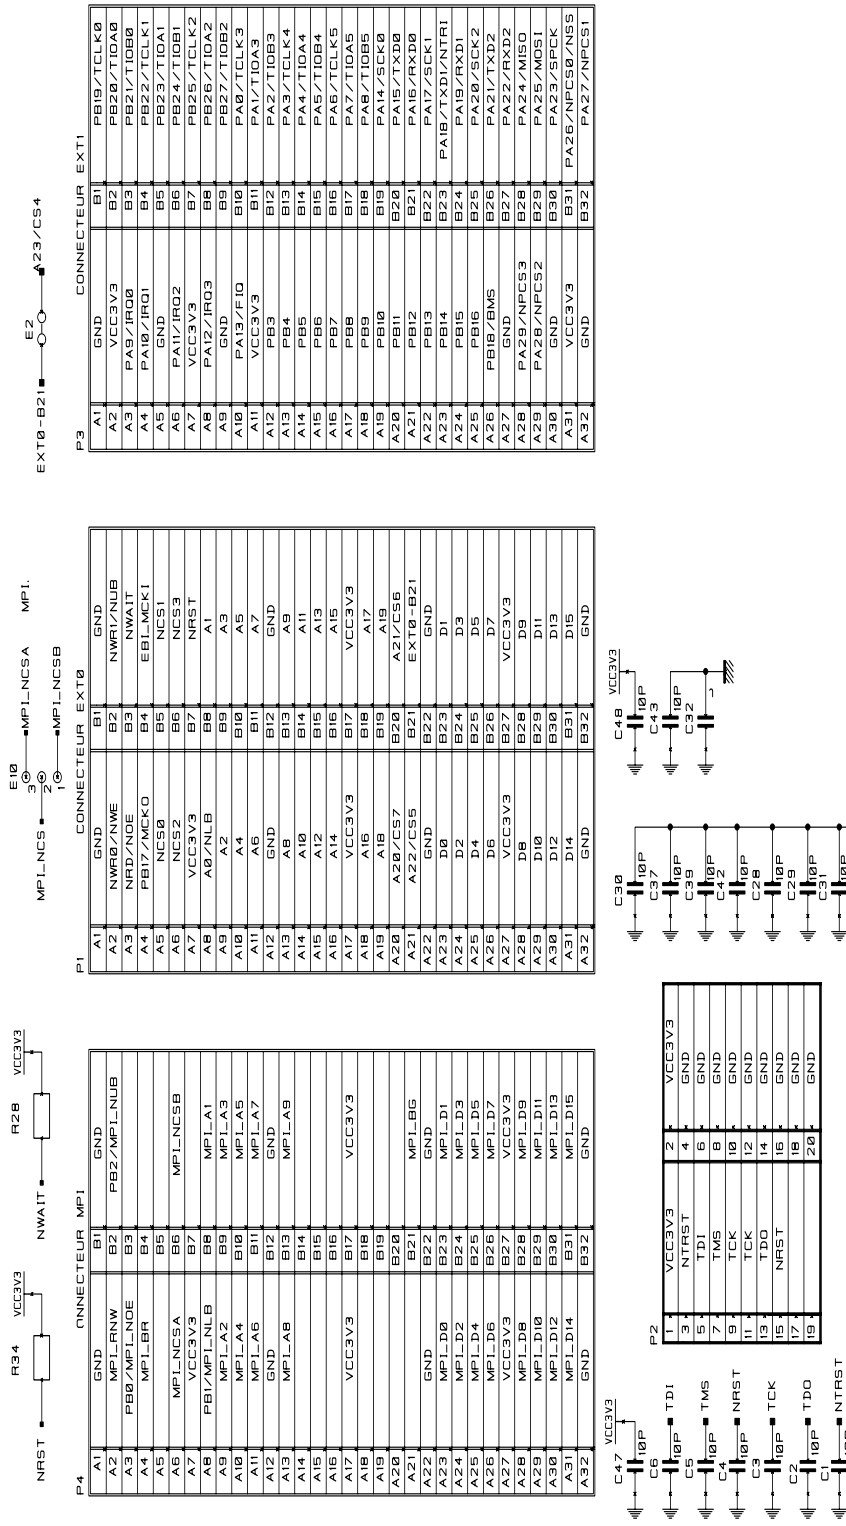 NRST
R34
VCC3V3
NWAIT
R28
VCC3V3
MPI_NCS
E10
3
2
1
MPI_NCSA
MPI_NCSB
MPI.
EXT0-B21
E2
A23/CS4
P4
ONNECTEUR MPI
A1 GND B1 GND
A2 MPI_RNW B2 PB2/MPI_NUB
A3 PB0/MPI_NOE B3
A4 MPI_BR B4
A5 B5
A6 MPI_NCSA B6 MPI_NCSB
A7 VCC3V3 B7
A8 PB1/MPI_NLB B8 MPI_A1
A9 MPI_A2 B9 MPI_A3
A10 MPI_A4 B10 MPI_A5
A11 MPI_A6 B11 MPI_A7
A12 GND B12 GND
A13 MPI_A8 B13 MPI_A9
A14 B14
A15 B15
A16 B16
A17 VCC3V3 B17 VCC3V3
A18 B18
A19 B19
A20 B20
A21 B21 MPI_BG
A22 GND B22 GND
A23 MPI_D0 B23 MPI_D1
A24 MPI_D2 B24 MPI_D3
A25 MPI_D4 B25 MPI_D5
A26 MPI_D6 B26 MPI_D7
A27 VCC3V3 B27 VCC3V3
A28 MPI_D8 B28 MPI_D9
A29 MPI_D10 B29 MPI_D11
A30 MPI_D12 B30 MPI_D13
A31 MPI_D14 B31 MPI_D15
A32 GND B32 GND
P1
CONNECTEUR EXT0
A1 GND B1 GND
A2 NWR0/NWE B2 NWR1/NUB
A3 NRD/NOE B3 NWAIT
A4 PB17/MCKO B4 EBI_MCKI
A5 NCS0 B5 NCS1
A6 NCS2 B6 NCS3
A7 VCC3V3 B7 NRST
A8 A0/NLB B8 A1
A9 A2 B9 A3
A10 A4 B10 A5
A11 A6 B11 A7
A12 GND B12 GND
A13 A8 B13 A9
A14 A10 B14 A11
A15 A12 B15 A13
A16 A14 B16 A15
A17 VCC3V3 B17 VCC3V3
A18 A16 B18 A17
A19 A18 B19 A19
A20 A20/CS7 B20 A21/CS6
A21 A22/CS5 B21 EXT0-B21
A22 GND B22 GND
A23 D0 B23 D1
A24 D2 B24 D3
A25 D4 B25 D5
A26 D6 B26 D7
A27 VCC3V3 B27 VCC3V3
A28 D8 B28 D9
A29 D10 B29 D11
A30 D12 B30 D13
A31 D14 B31 D15
A32 GND B32 GND
P3
CONNECTEUR EXT1
A1 GND B1 PB19/TCLK0
A2 VCC3V3 B2 PB20/TIOA0
A3 PA9/IRQ0 B3 PB21/TIOB0
A4 PA10/IRQ1 B4 PB22/TCLK1
A5 GND B5 PB23/TIOA1
A6 PA11/IRQ2 B6 PB24/TIOB1
A7 VCC3V3 B7 PB25/TCLK2
A8 PA12/IRQ3 B8 PB26/TIOA2
A9 GND B9 PB27/TIOB2
A10 PA13/FIQ B10 PA0/TCLK3
A11 VCC3V3 B11 PA1/TIOA3
A12 PB3 B12 PA2/TIOB3
A13 PB4 B13 PA3/TCLK4
A14 PB5 B14 PA4/TIOA4
A15 PB6 B15 PA5/TIOB4
A16 PB7 B16 PA6/TCLK5
A17 PB8 B17 PA7/TIOA5
A18 PB9 B18 PA8/TIOB5
A19 PB10 B19 PA14/SCK0
A20 PB11 B20 PA15/TXD0
A21 PB12 B21 PA16/RXD0
A22 PB13 B22 PA17/SCK1
A23 PB14 B23 PA18/TXD1/NTRI
A24 PB15 B24 PA19/RXD1
A25 PB16 B25 PA20/SCK2
A26 PB18/BMS B26 PA21/TXD2
A27 GND B27 PA22/RXD2
A28 PA29/NPCS3 B28 PA24/MISO
A29 PA28/NPCS2 B29 PA25/MOSI
A30 GND B30 PA23/SPCK
A31 VCC3V3 B31 PA26/NPCS0/NSS
A32 GND B32 PA27/NPCS1
VCC3V3
C47 10P
C6 10P TDI
C5 10P TMS
C4 10P NRST
C3 10P TCK
C2 10P TDO
C1 NTRST
P2
1 VCC3V3 2 VCC3V3
3 NTRST 4 GND
5 TDI 6 GND
7 TMS 8 GND
9 TCK 10 GND
11 TCK 12 GND
13 TDO 14 GND
15 NRST 16 GND
17 18 GND
19 20 GND
C30 10P
C37 10P
C39 10P
C42 10P
C28 10P
C29 10P
C31 10P
VCC3V3
C48 10P
C43 10P
C32